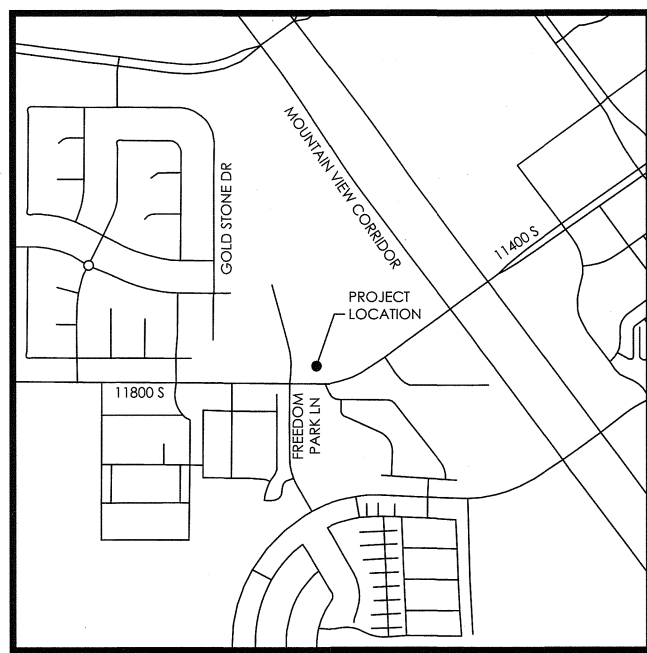 MOUNTAIN VIEW CORRIDOR
GOLD STONE DR
11400 S
PROJECT
LOCATION
11800 S
FREEDOM
PARK LN